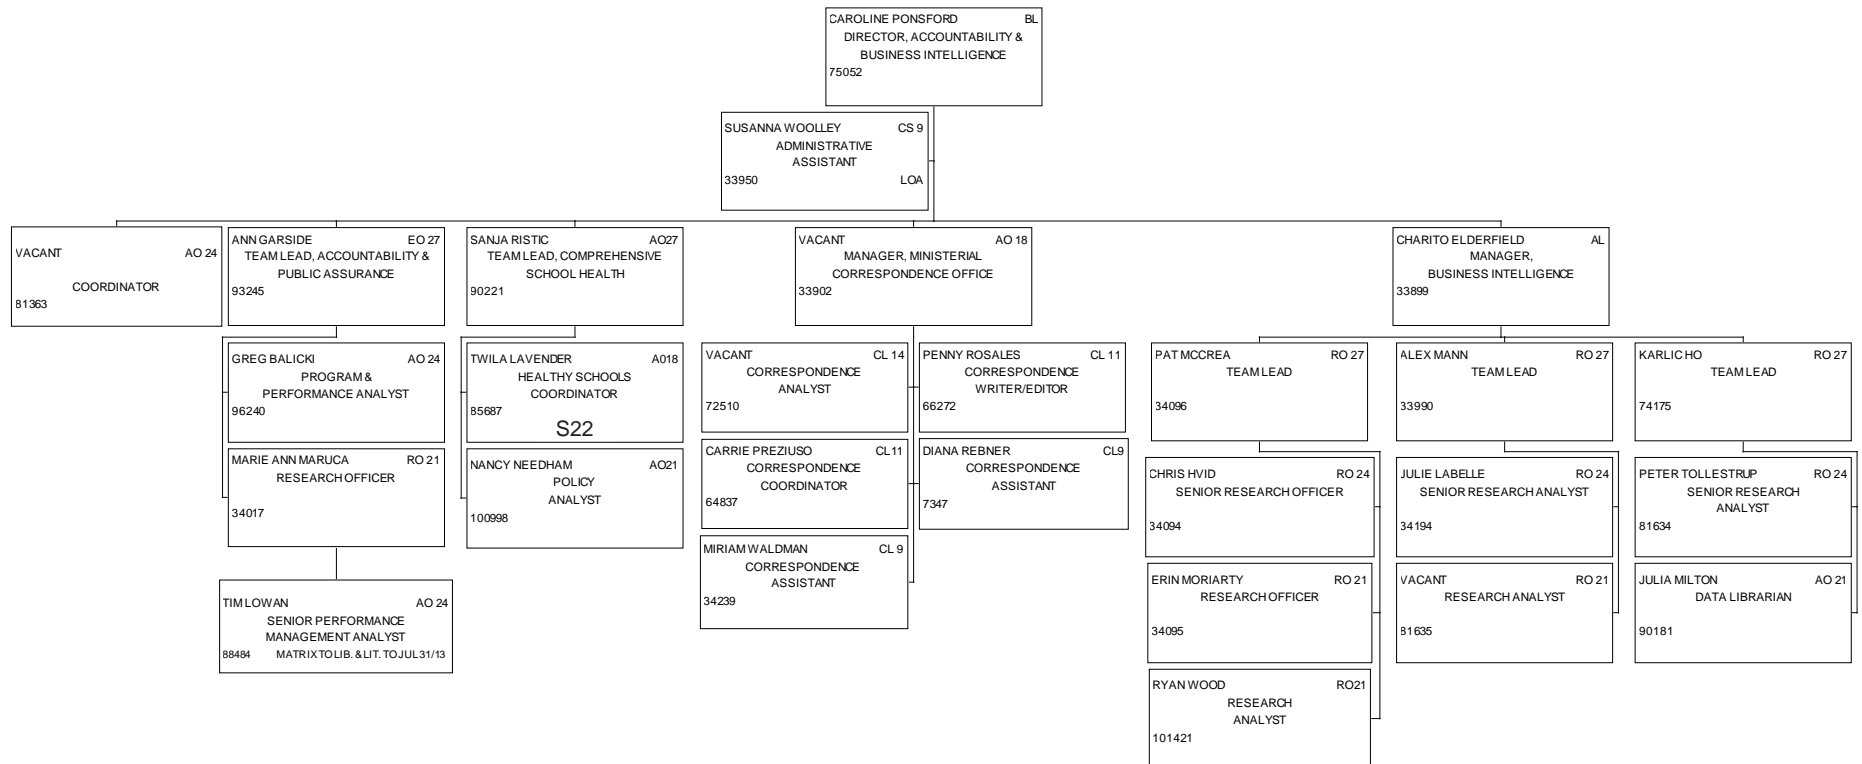 CAROLINE PONSFORD BL
DIRECTOR, ACCOUNTABILITY &
BUSINESS INTELLIGENCE
75052
SUSANNA WOOLLEY CS 9
ADMINISTRATIVE
ASSISTANT
33950 LOA
VACANT AO 24
COORDINATOR
81363
ANN GARSIDE EO 27
TEAM LEAD, ACCOUNTABILITY &
PUBLIC ASSURANCE
93245
SANJA RISTIC AO27
TEAM LEAD, COMPREHENSIVE
SCHOOL HEALTH
90221
VACANT AO 18
MANAGER, MINISTERIAL
CORRESPONDENCE OFFICE
33902
CHARITO ELDERFIELD AL
MANAGER,
BUSINESS INTELLIGENCE
33899
GREG BALICKI AO 24
PROGRAM &
PERFORMANCE ANALYST
96240
MARIE ANN MARUCA RO 21
RESEARCH OFFICER
34017
TIM LOWAN AO 24
SENIOR PERFORMANCE
MANAGEMENT ANALYST
88484 MATRIX TO LIB. & LIT. TO JUL 31/13
TWILA LAVENDER A018
HEALTHY SCHOOLS
COORDINATOR
85687
S22
NANCY NEEDHAM AO21
POLICY
ANALYST
100998
VACANT CL 14
CORRESPONDENCE
ANALYST
72510
PENNY ROSALES CL 11
CORRESPONDENCE
WRITER/EDITOR
66272
CARRIE PREZIUSO CL 11
CORRESPONDENCE
COORDINATOR
64837
DIANA REBNER CL9
CORRESPONDENCE
ASSISTANT
7347
MIRIAM WALDMAN CL 9
CORRESPONDENCE
ASSISTANT
34239
PAT MCCREA RO 27
TEAM LEAD
34096
ALEX MANN RO 27
TEAM LEAD
33990
KARLIC HO RO 27
TEAM LEAD
74175
CHRIS HVID RO 24
SENIOR RESEARCH OFFICER
34094
JULIE LABELLE RO 24
SENIOR RESEARCH ANALYST
34194
PETER TOLLESTRUP RO 24
SENIOR RESEARCH
ANALYST
81634
ERIN MORIARTY RO 21
RESEARCH OFFICER
34095
VACANT RO 21
RESEARCH ANALYST
81635
JULIA MILTON AO 21
DATA LIBRARIAN
90181
RYAN WOOD RO21
RESEARCH
ANALYST
101421